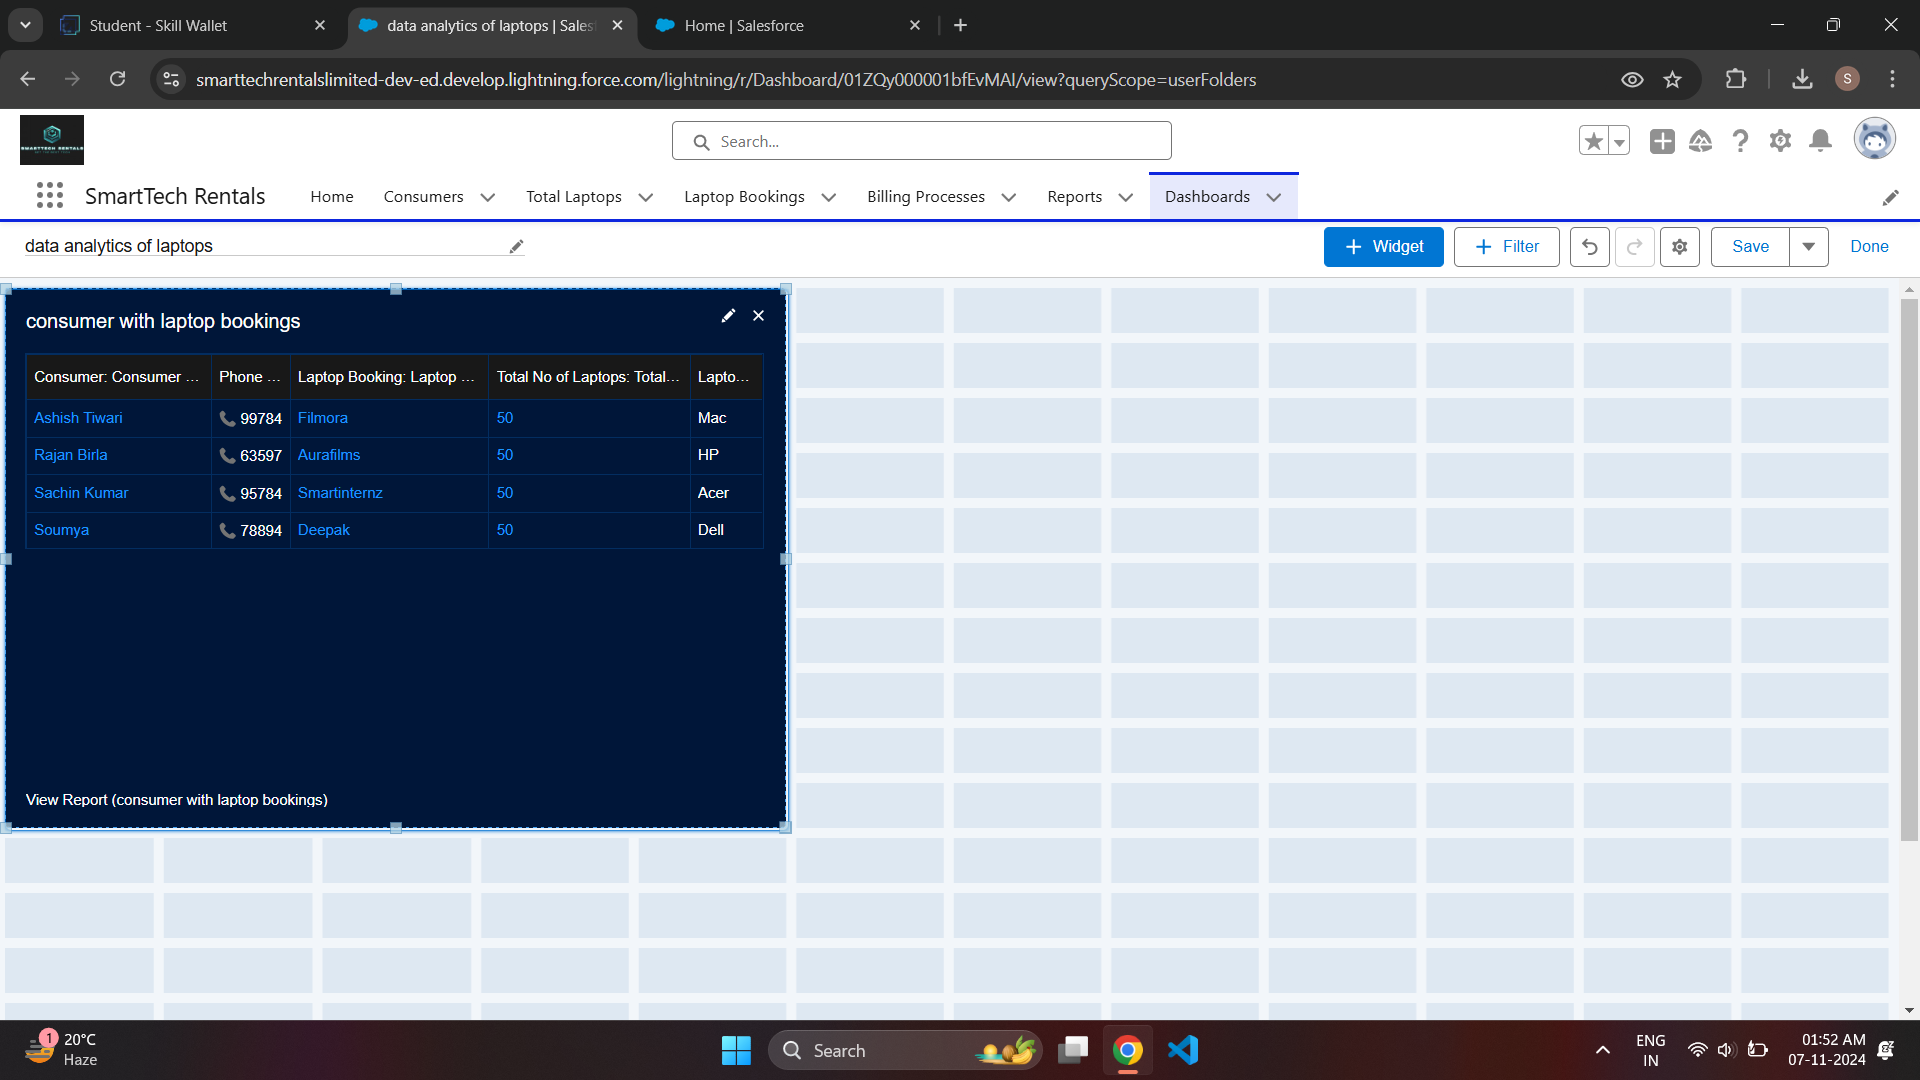 Student - Skill Wallet
data analytics of laptops | Sales
Home | Salesforce
smarttechrentalslimited-dev-ed.develop.lightning.force.com/lightning/r/Dashboard/01ZQy000001bfEvMAI/view?queryScope=userFolders
S
SMARTTECH RENTALS
Search...
SmartTech Rentals
Home
Consumers
Total Laptops
Laptop Bookings
Billing Processes
Reports
Dashboards
data analytics of laptops
+ Widget
+ Filter
Save
Done
consumer with laptop bookings
Consumer: Consumer ... Phone ... Laptop Booking: Laptop ... Total No of Laptops: Total... Lapto...
Ashish Tiwari 99784 Filmora 50 Mac
Rajan Birla 63597 Aurafilms 50 HP
Sachin Kumar 95784 Smartinternz 50 Acer
Soumya 78894 Deepak 50 Dell
View Report (consumer with laptop bookings)
1
20°C
Haze
Search
ENG
IN
01:52 AM
07-11-2024